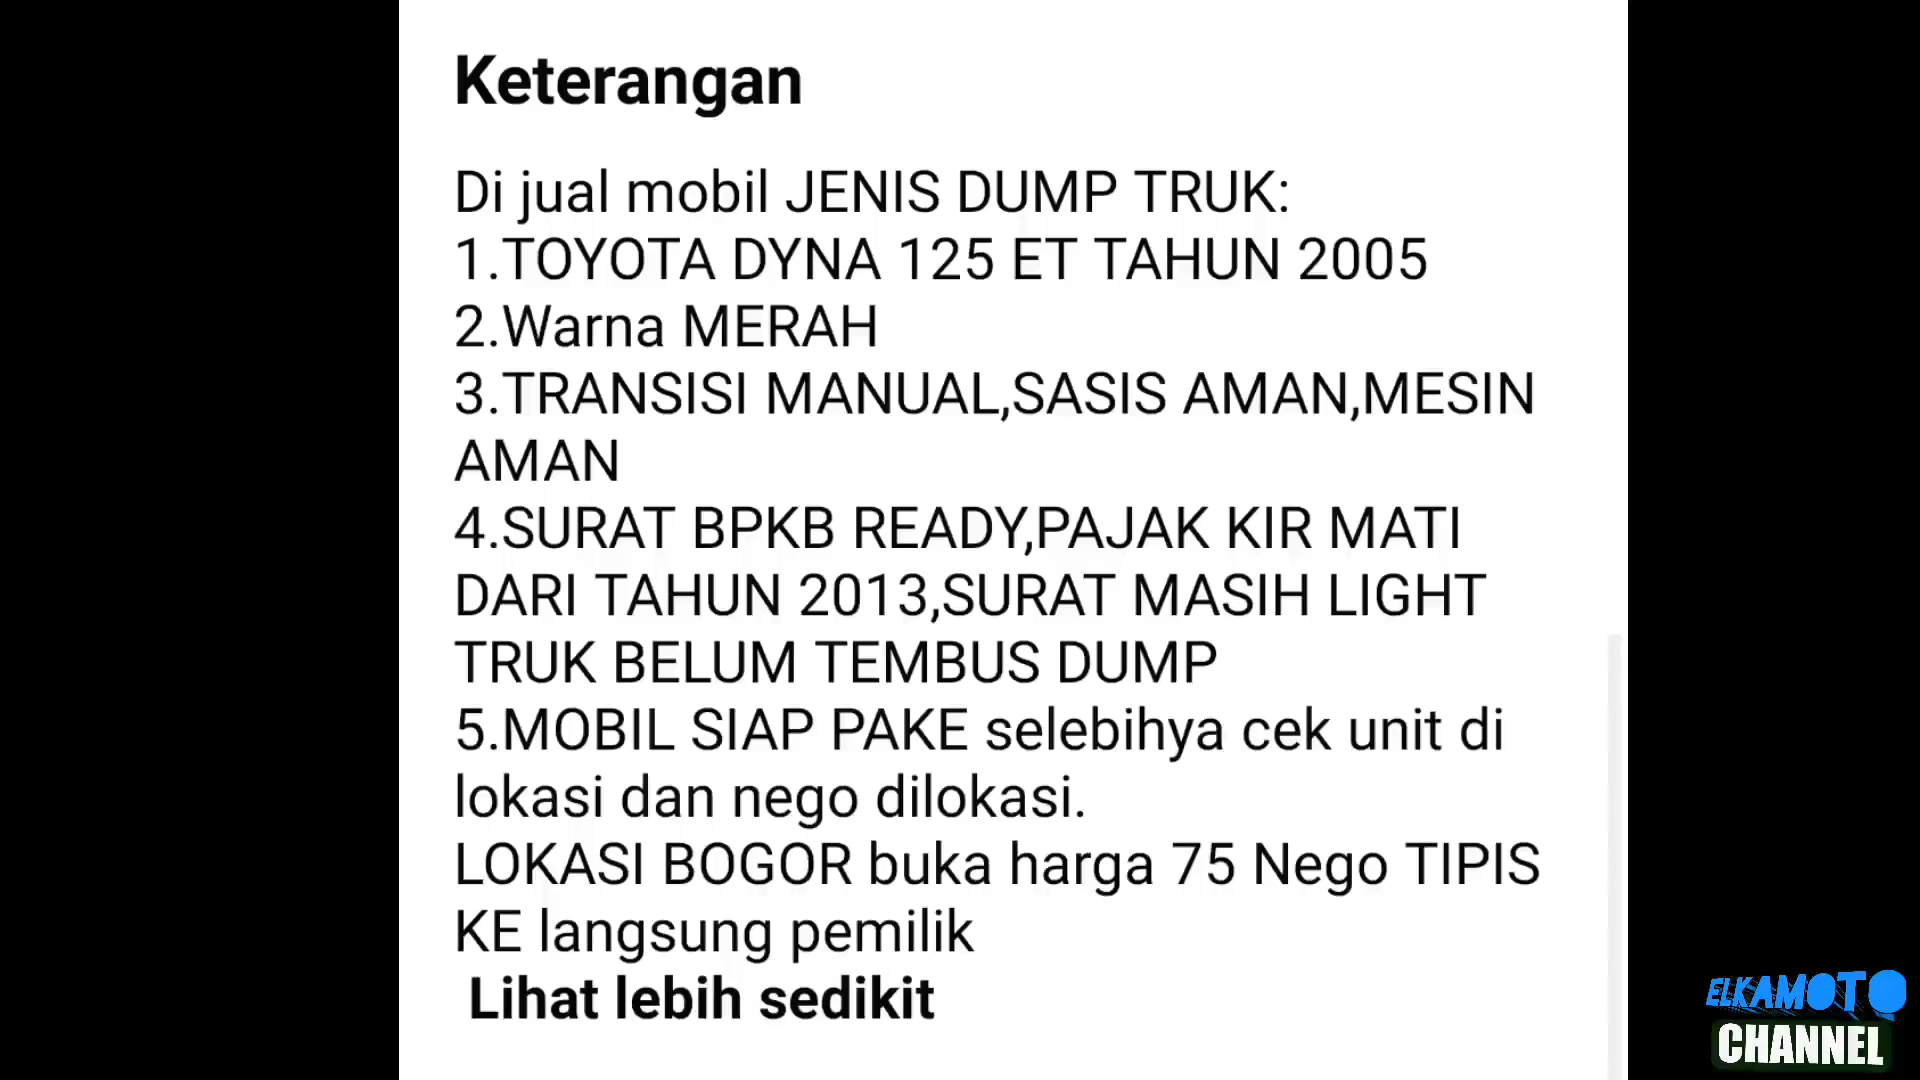 Keterangan
Di jual mobil JENIS DUMP TRUK:
1.TOYOTA DYNA 125 ET TAHUN 2005
2.Warna MERAH
3.TRANSISI MANUAL,SASIS AMAN,MESIN
AMAN
4.SURAT BPKB READY,PAJAK KIR MATI
DARI TAHUN 2013,SURAT MASIH LIGHT
TRUK BELUM TEMBUS DUMP
5.MOBIL SIAP PAKE selebihya cek unit di
lokasi dan nego dilokasi.
LOKASI BOGOR buka harga 75 Nego TIPIS
KE langsung pemilik
Lihat lebih sedikit
ELKAMOTO
CHANNEL